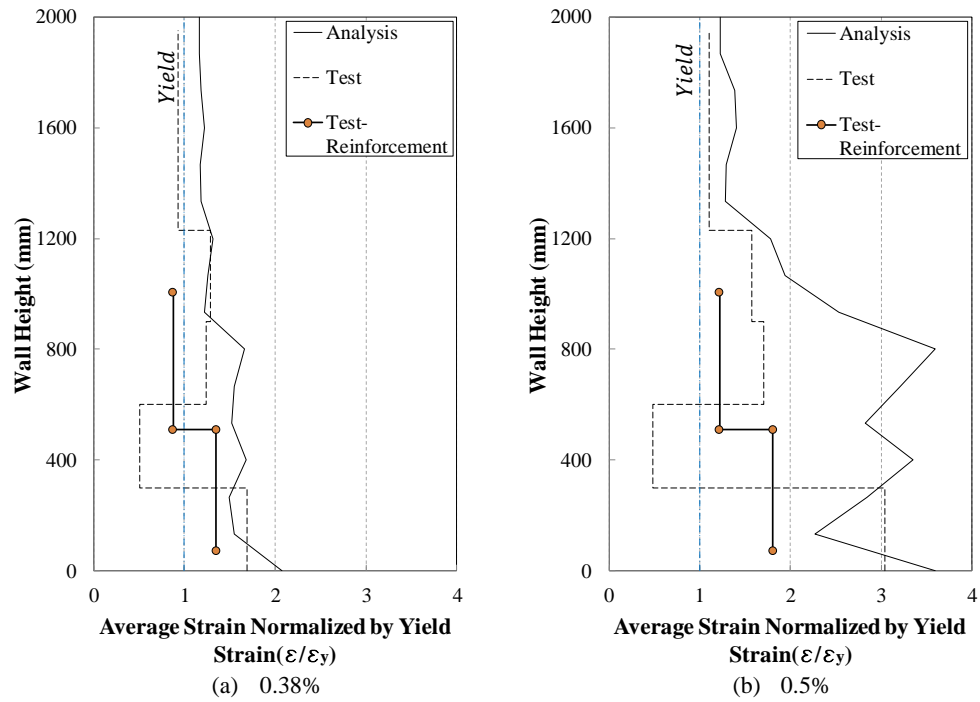 2000
1600
1200
800
400
0
Wall Height (mm)
Yield
Analysis
Test
Test-
Reinforcement
0 1 2 3 4
Average Strain Normalized by Yield
Strain(ε/εy)
(a) 0.38%
2000
1600
1200
800
400
0
Wall Height (mm)
Yield
Analysis
Test
Test-
Reinforcement
0 1 2 3 4
Average Strain Normalized by Yield
Strain(ε/εy)
(b) 0.5%